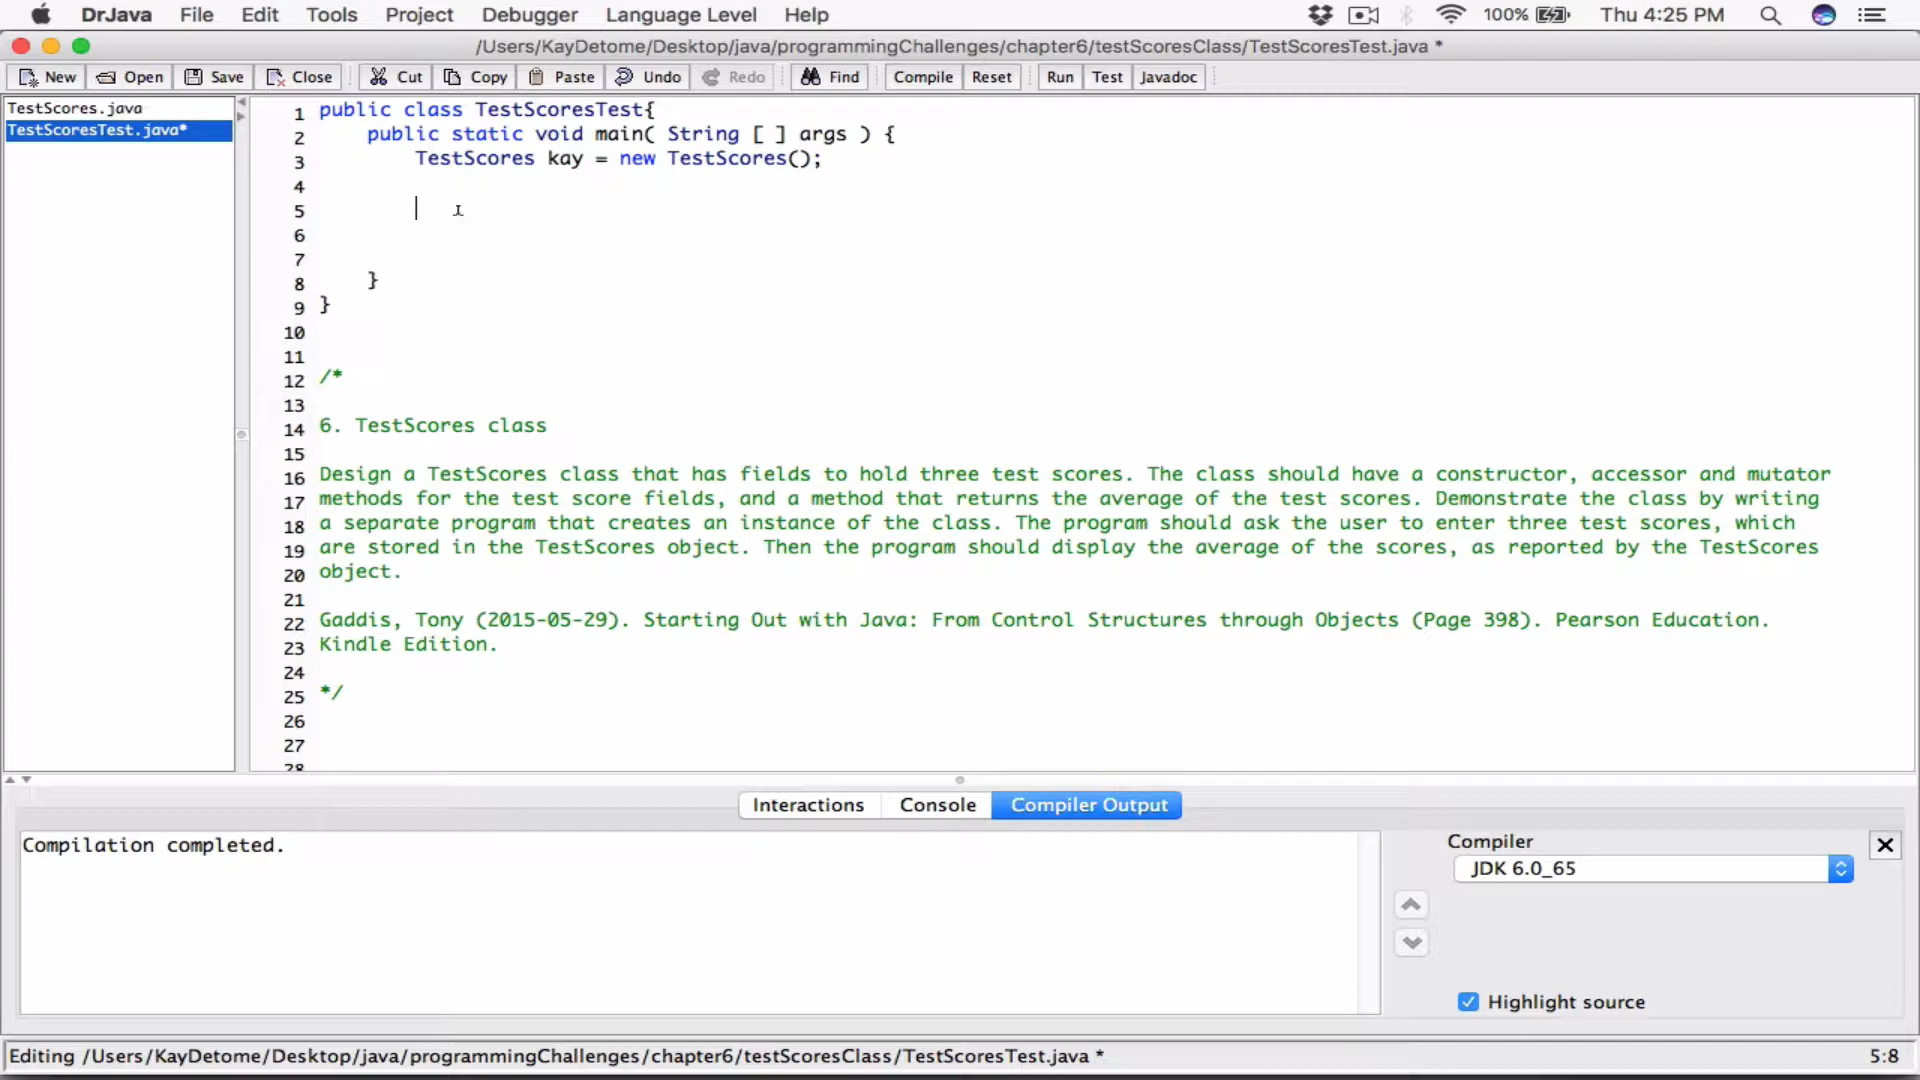 DrJava File Edit Tools Project Debugger Language Level Help 100% Thu 4:25 PM
/Users/KayDetome/Desktop/java/programmingChallenges/chapter6/testScoresClass/TestScoresTest.java *
New Open Save Close Cut Copy Paste Undo Redo Find Compile Reset Run Test Javadoc
TestScores.java
TestScoresTest.java*
1 public class TestScoresTest{
2 public static void main( String [ ] args ) {
3 TestScores kay = new TestScores();
4
5
6
7
8 }
9 }
10
11
12 /*
13
14 6. TestScores class
15
16 Design a TestScores class that has fields to hold three test scores. The class should have a constructor, accessor and mutator
17 methods for the test score fields, and a method that returns the average of the test scores. Demonstrate the class by writing
18 a separate program that creates an instance of the class. The program should ask the user to enter three test scores, which
19 are stored in the TestScores object. Then the program should display the average of the scores, as reported by the TestScores
20 object.
21
22 Gaddis, Tony (2015-05-29). Starting Out with Java: From Control Structures through Objects (Page 398). Pearson Education.
23 Kindle Edition.
24
25 */
26
27
28
Interactions Console Compiler Output
Compilation completed.
Compiler
JDK 6.0_65
Highlight source
Editing /Users/KayDetome/Desktop/java/programmingChallenges/chapter6/testScoresClass/TestScoresTest.java * 5:8